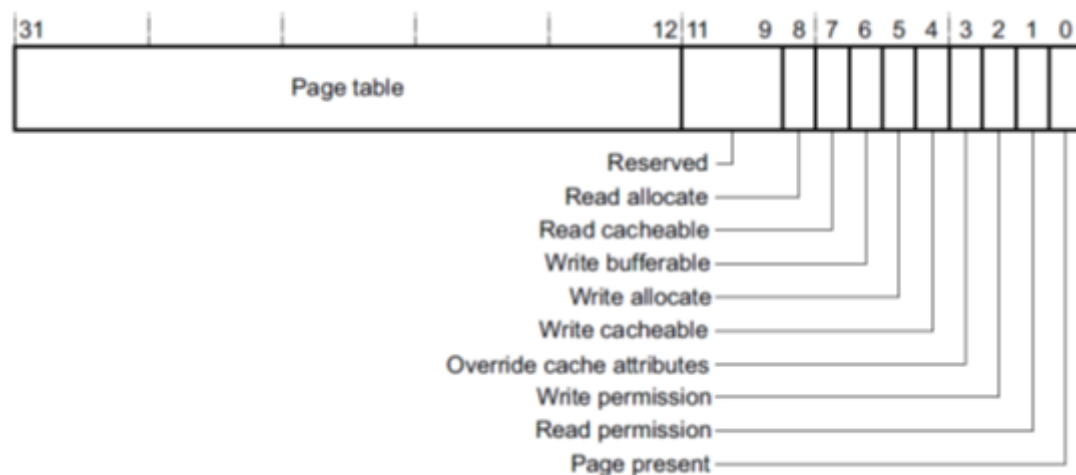 31 12 11 9 8 7 6 5 4 3 2 1 0
Page table
Reserved
Read allocate
Read cacheable
Write bufferable
Write allocate
Write cacheable
Override cache attributes
Write permission
Read permission
Page present